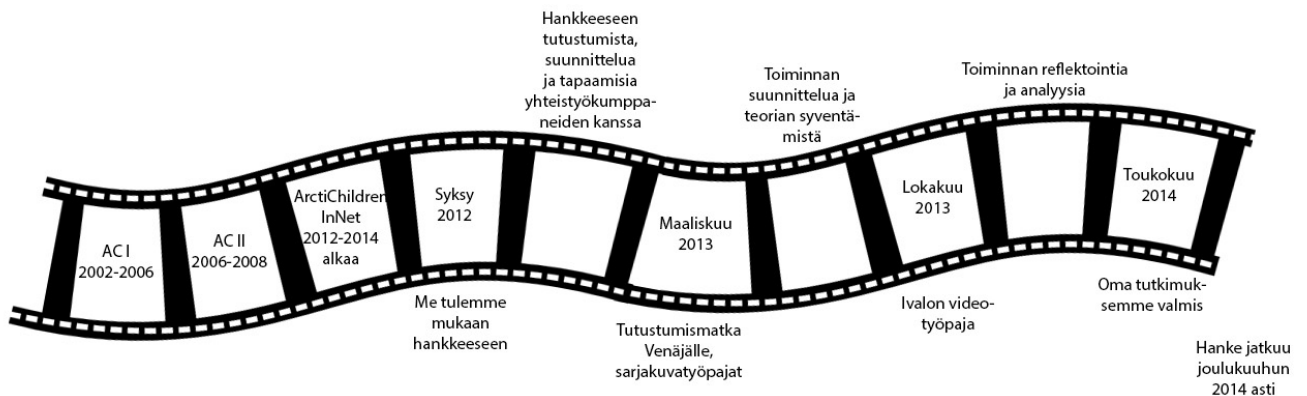 AC I
2002-2006
AC II
2006-2008
ArctiChildren
InNet
2012-2014
alkaa
Syksy
2012
Me tulemme
mukaan
hankkeeseen
Hankkeeseen
tutustumista,
suunnittelua
ja tapaamisia
yhteistyökumppa-
neiden kanssa
Maaliskuu
2013
Tutustumismatka
Venäjälle,
sarjakuvatyöpajat
Toiminnan
suunnittelua ja
teorian syventä-
mistä
Lokakuu
2013
Ivalon video-
työpaja
Toiminnan reflektointia
ja analyysia
Toukokuu
2014
Oma tutkimuk-
semme valmis
Hanke jatkuu
joulukuuhun
2014 asti